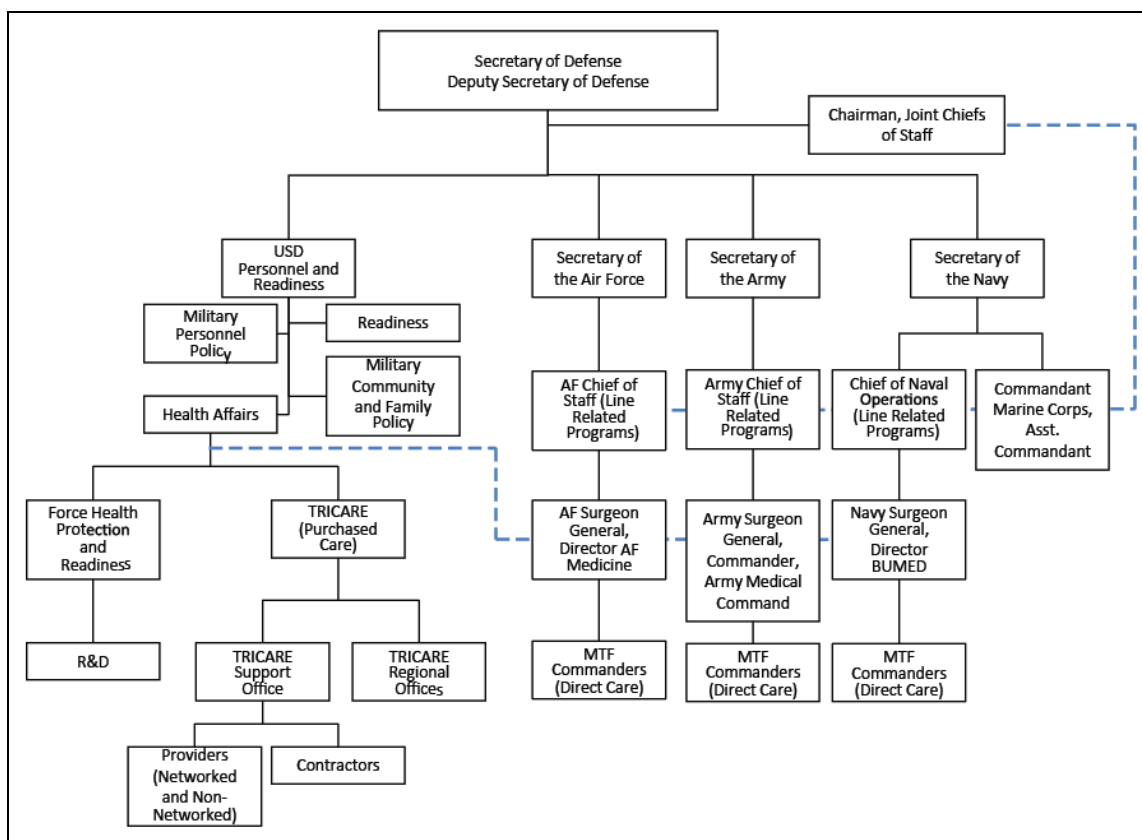 Secretary of Defense
Deputy Secretary of Defense
Chairman, Joint Chiefs
of Staff
USD
Personnel and
Readiness
Secretary of
the Air Force
Secretary of
the Army
Secretary of
the Navy
Military
Personnel
Policy
Readiness
Military
Community
and Family
Policy
Health Affairs
AF Chief of
Staff (Line
Related
Programs)
Army Chief of
Staff (Line
Related
Programs)
Chief of Naval
Operations
(Line Related
Programs)
Commandant
Marine Corps,
Asst.
Commandant
Force Health
Protection
and
Readiness
TRICARE
(Purchased
Care)
AF Surgeon
General,
Director AF
Medicine
Army Surgeon
General,
Commander,
Army Medical
Command
Navy Surgeon
General,
Director
BUMED
R&D
TRICARE
Support
Office
TRICARE
Regional
Offices
MTF
Commanders
(Direct Care)
MTF
Commanders
(Direct Care)
MTF
Commanders
(Direct Care)
Providers
(Networked
and Non-
Networked)
Contractors